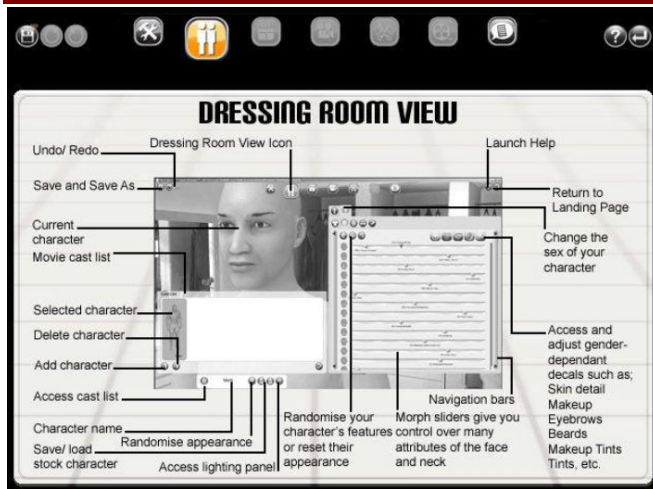 DRESSING ROOM VIEW
Undo/ Redo
Dressing Room View Icon
Launch Help
Save and Save As
Return to
Landing Page
Current
character
Movie cast list
Change the
sex of your
character
Selected character
Delete character
Add character
Access cast list
Character name
Randomise appearance
Save/ load
stock character
Access lighting panel
Randomise your
character's features
or reset their
appearance
Morph sliders give you
control over many
attributes of the face
and neck
Navigation bars
Access and
adjust gender-
dependant
decals such as;
Skin detail
Makeup
Eyebrows
Beards
Makeup Tints
Tints, etc.